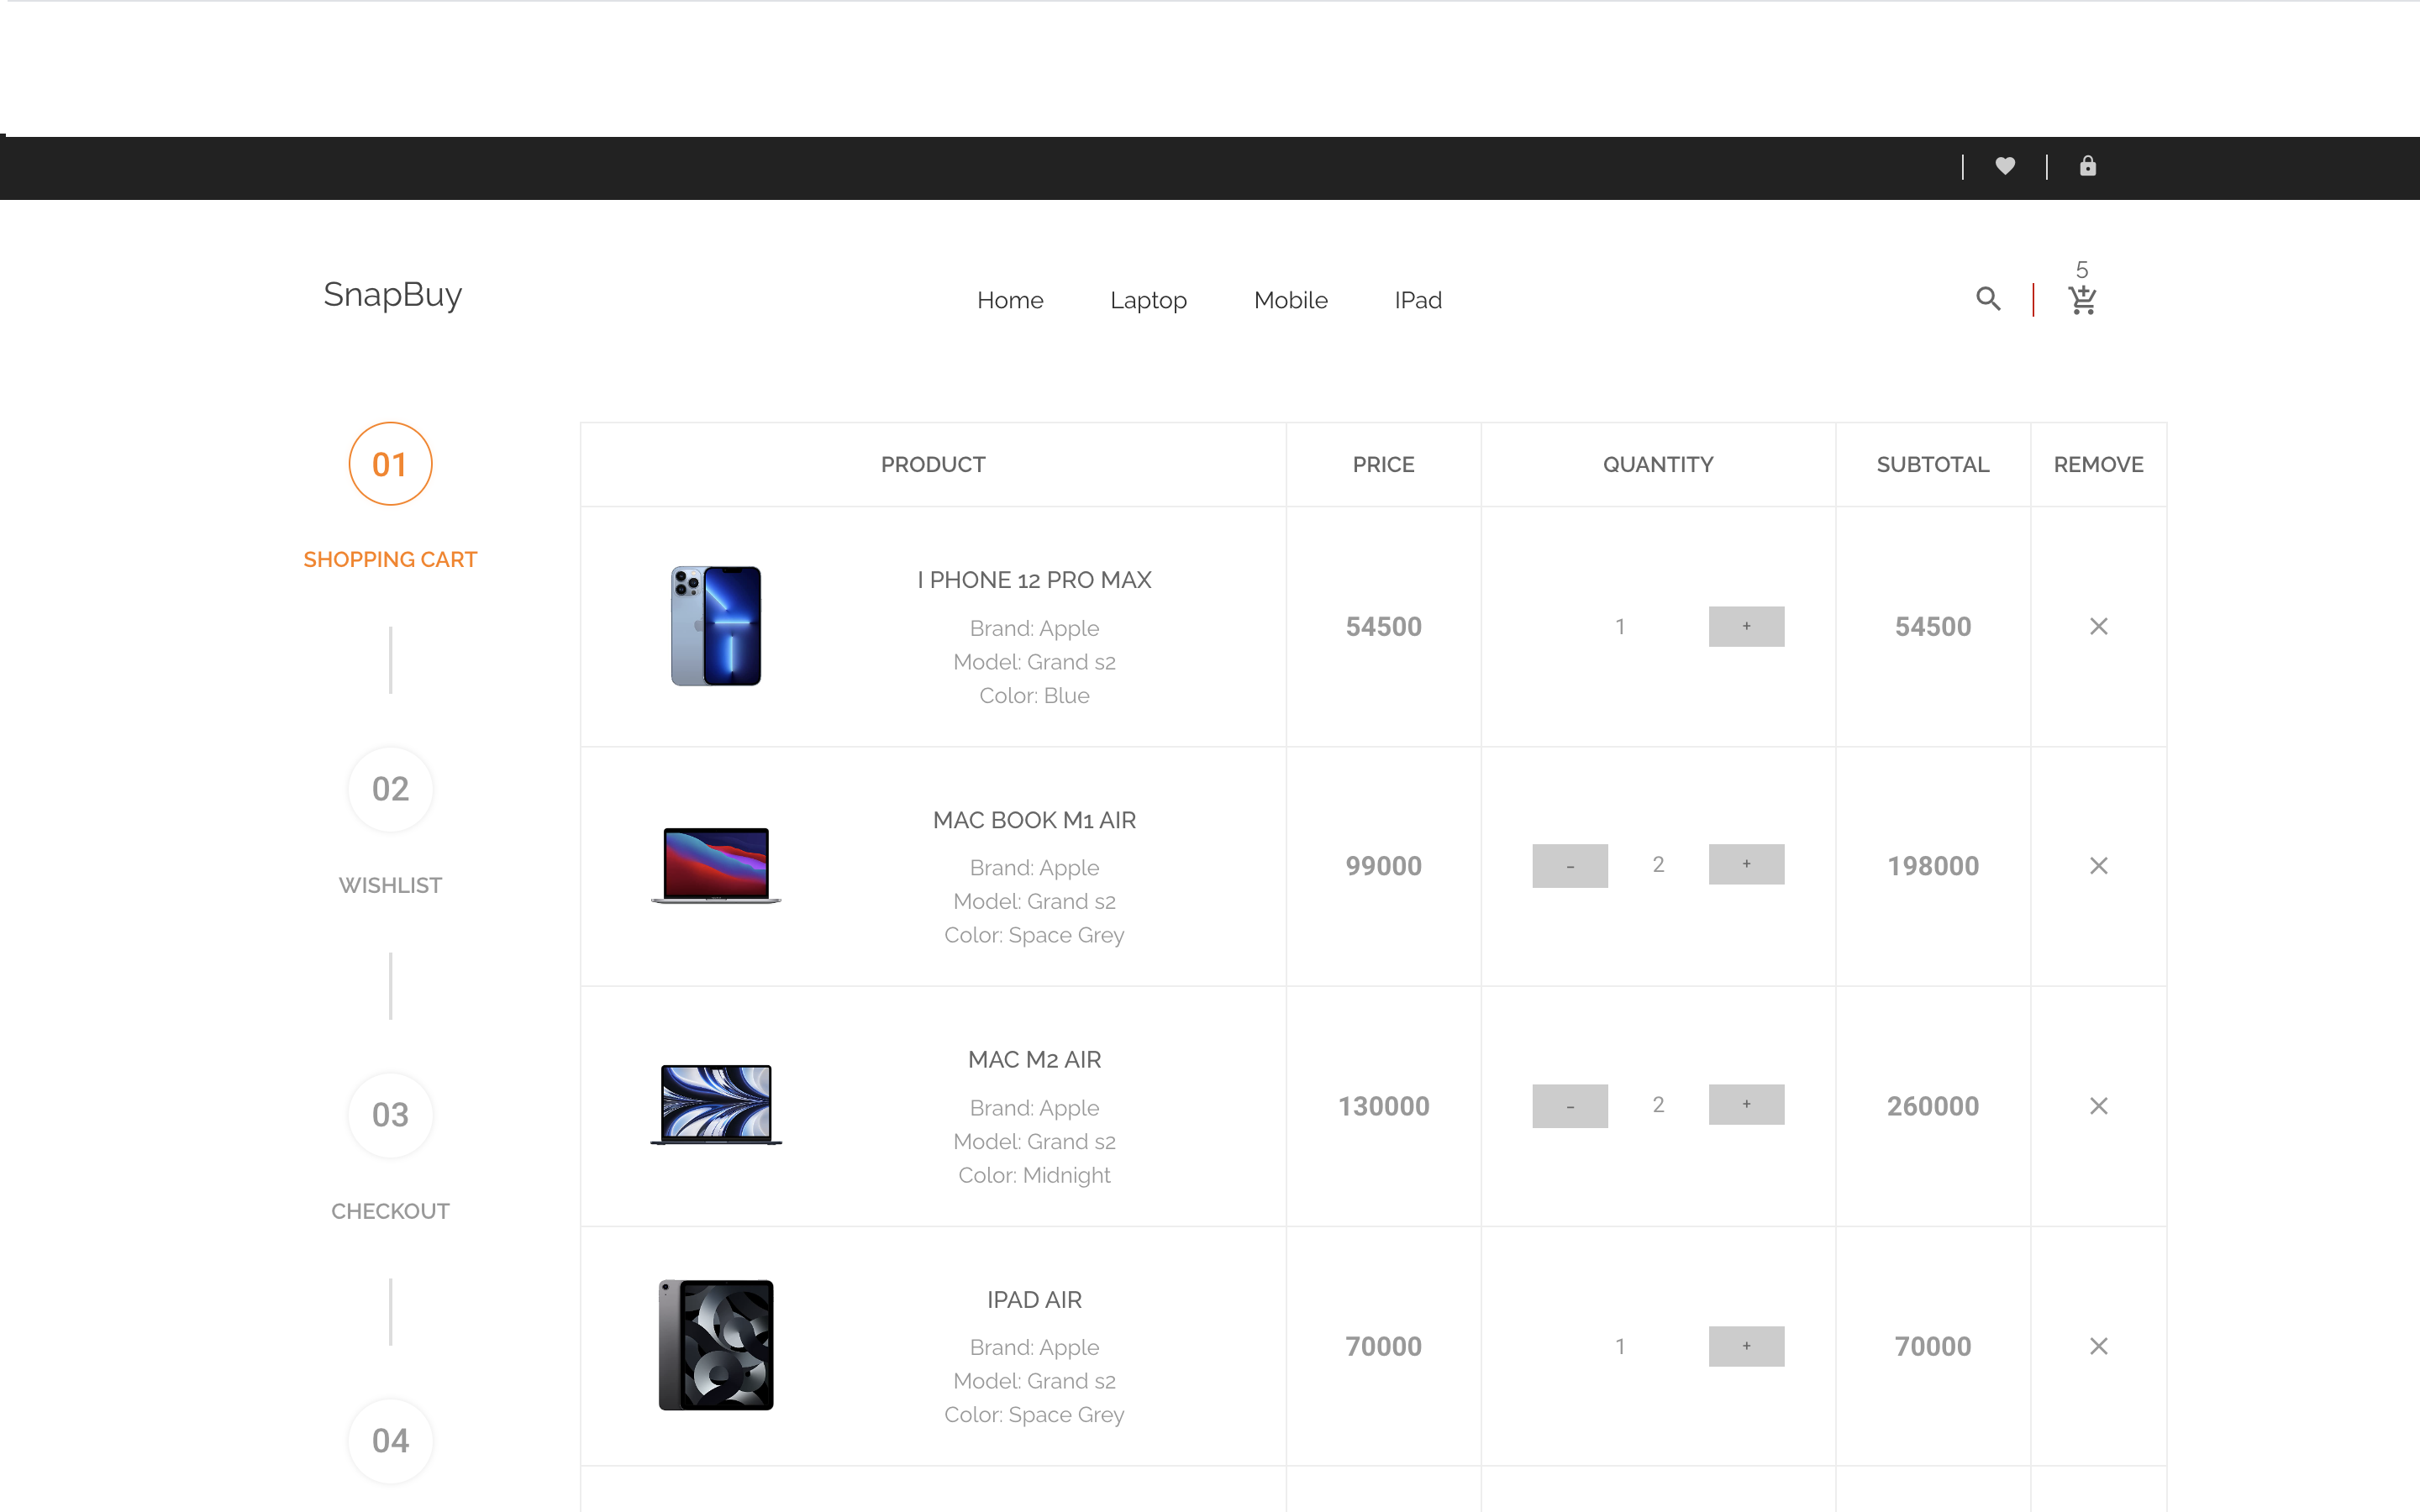 5
SnapBuy
Home Laptop Mobile IPad
01
SHOPPING CART
02
WISHLIST
03
CHECKOUT
04
PRODUCT PRICE QUANTITY SUBTOTAL REMOVE
I PHONE 12 PRO MAX
Brand: Apple
Model: Grand s2
Color: Blue
54500 1 + 54500 ×
MAC BOOK M1 AIR
Brand: Apple
Model: Grand s2
Color: Space Grey
99000 - 2 + 198000 ×
MAC M2 AIR
Brand: Apple
Model: Grand s2
Color: Midnight
130000 - 2 + 260000 ×
IPAD AIR
Brand: Apple
Model: Grand s2
Color: Space Grey
70000 1 + 70000 ×